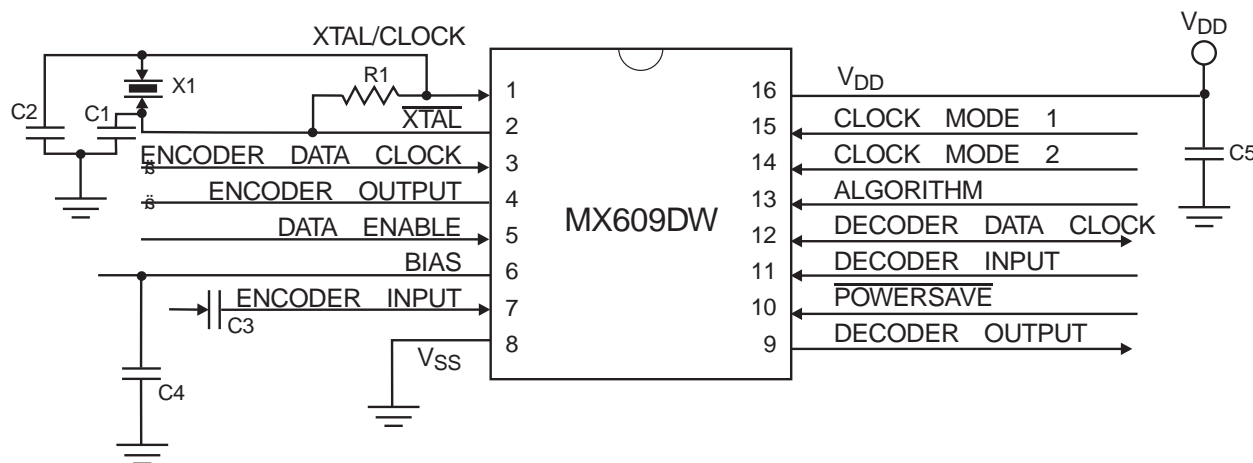 XTAL/CLOCK
VDD
X1
R1
C2
C1
1
16
VDD
XTAL
2
15
CLOCK MODE 1
ENCODER DATA CLOCK
3
14
CLOCK MODE 2
C5
ENCODER OUTPUT
4
13
ALGORITHM
MX609DW
DATA ENABLE
5
12
DECODER DATA CLOCK
BIAS
6
11
DECODER INPUT
ENCODER INPUT
7
10
POWERSAVE
C3
VSS
8
9
DECODER OUTPUT
C4